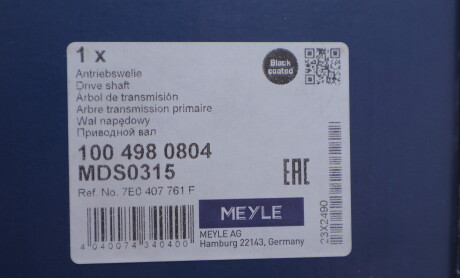 1 x
Black
coated
Antriebswelle
Drive shaft
Árbol de transmisión
Arbre transmission primaire
Wał napędowy
Приводной вал
100 498 0804
MDS0315
Ref. No. 7E0 407 761 F
EAC
MEYLE
MEYLE AG
Hamburg 22143, Germany
4 040074 340400
23X2490